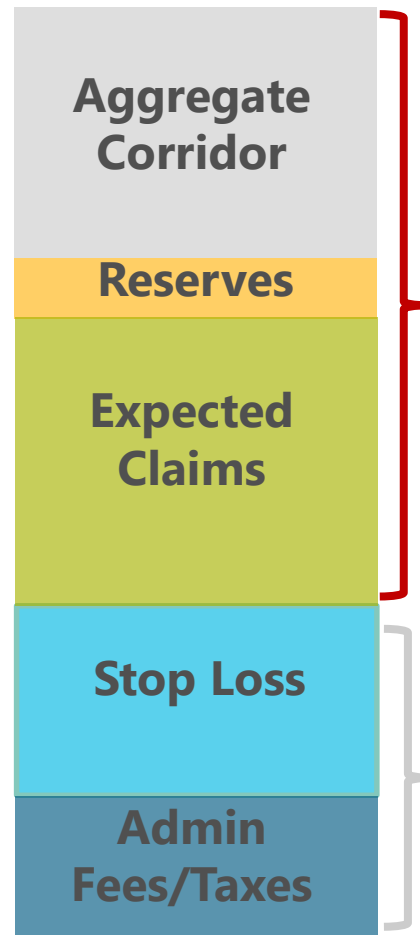 Aggregate
Corridor
Reserves
Expected
Claims
Stop Loss
Admin
Fees/Taxes